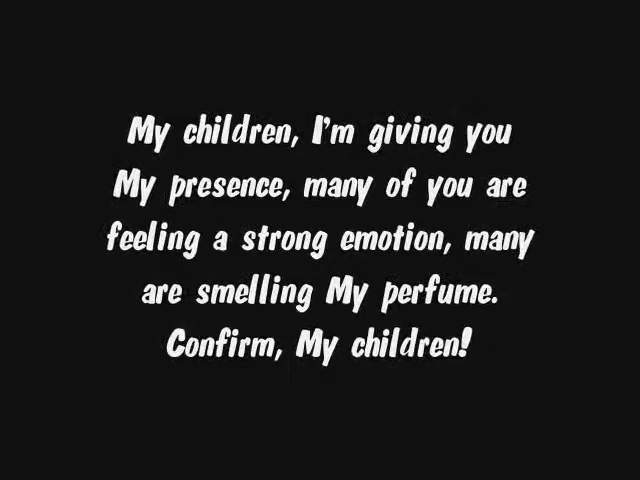 My children, I'm giving you
My presence, many of you are
feeling a strong emotion, many
are smelling My perfume.
Confirm, My children!